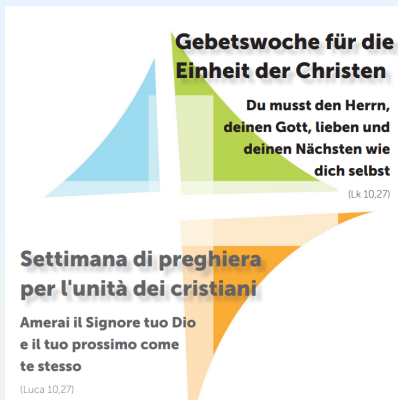 Gebetswoche für die
Einheit der Christen
Du musst den Herrn,
deinen Gott, lieben und
deinen Nächsten wie
dich selbst
(Lk 10,27)
Settimana di preghiera
per l'unità dei cristiani
Amerai il Signore tuo Dio
e il tuo prossimo come
te stesso
(Luca 10,27)